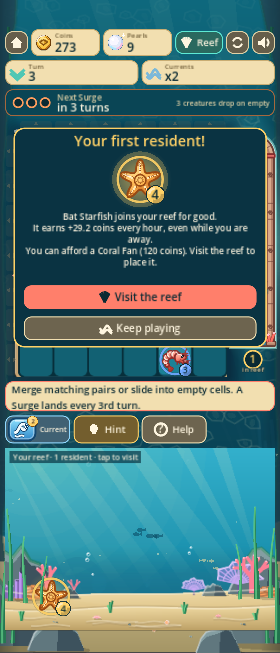 Coins
273
Pearls
9
Reef
Turn
3
Currents
x2
Next Surge
in 3 turns
3 creatures drop on empty
Your first resident!
4
Bat Starfish joins your reef for good.
It earns +29.2 coins every hour, even while you are
away.
You can afford a Coral Fan (120 coins). Visit the reef to
place it.
Visit the reef
Keep playing
3
1
in reef
Merge matching pairs or slide into empty cells. A
Surge lands every 3rd turn.
2
Current
Hint
Help
Your reef · 1 resident · tap to visit
4